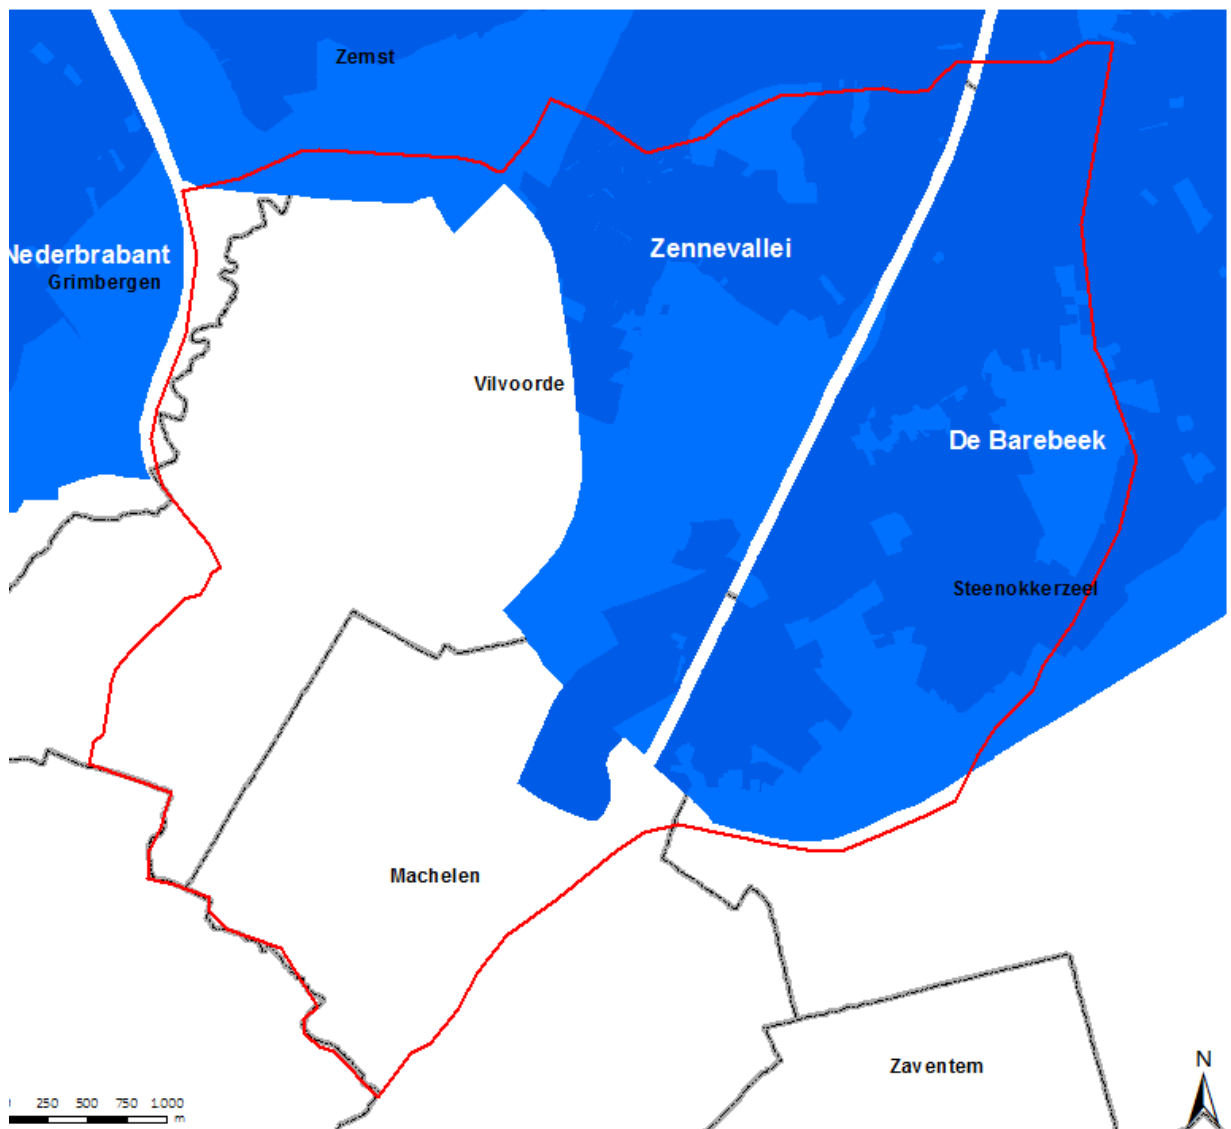 Zemst
Zennevallei
Nederbrabant
Grimbergen
Vilvoorde
De Barebeek
Steenokkerzeel
Machelen
Zaventem
N
250 500 750 1.000
m